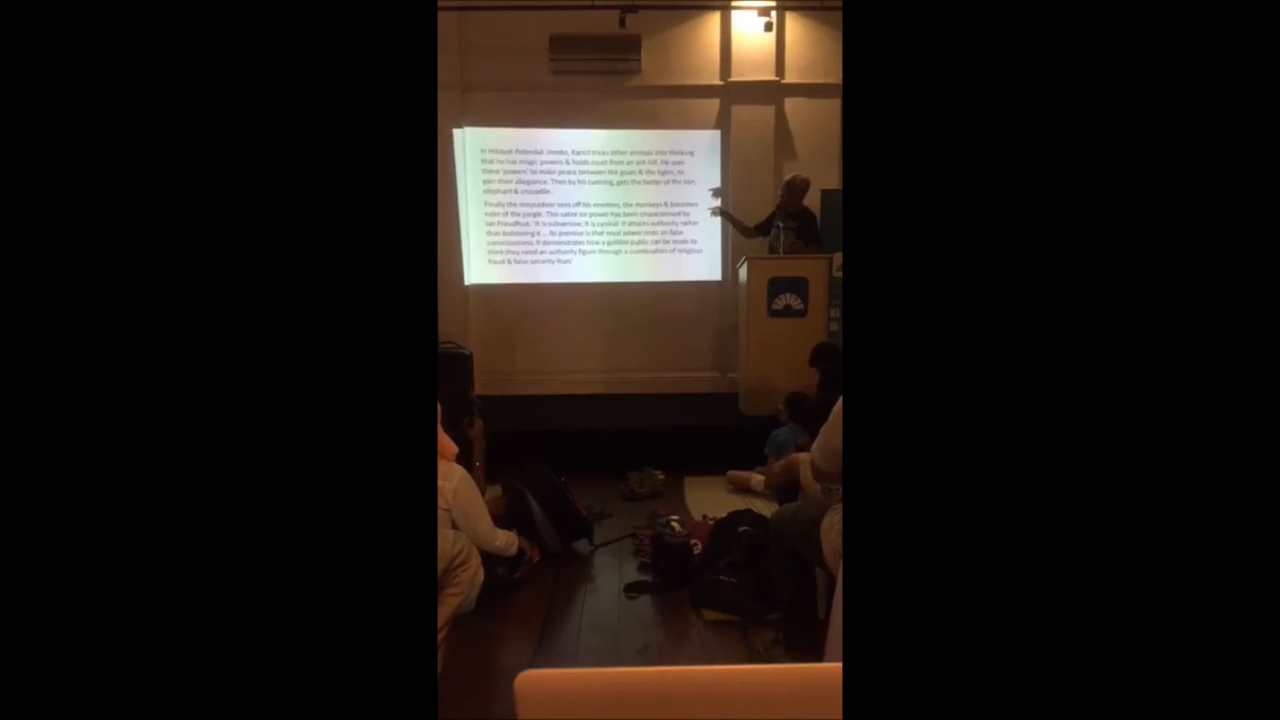 In Hikayat Pelanduk Jinaka, Kancil tricks other animals into thinking
that he has magic powers & holds court from an ant hill. He uses
these 'powers' to make peace between the goats & the tigers, to
gain their allegiance. Then by his cunning, gets the better of the lion,
elephant & crocodile.
Finally the mousedeer sees off his enemies, the monkeys & becomes
ruler of the jungle. This satire on power has been characterised by
Ian Proudfoot: 'It is subversive, it is cynical. It attacks authority rather
than bolstering it ... Its premise is that royal power rests on false
consciousness. It demonstrates how a gullible public can be made to
think they need an authority figure through a combination of religious
fraud & false security fears'